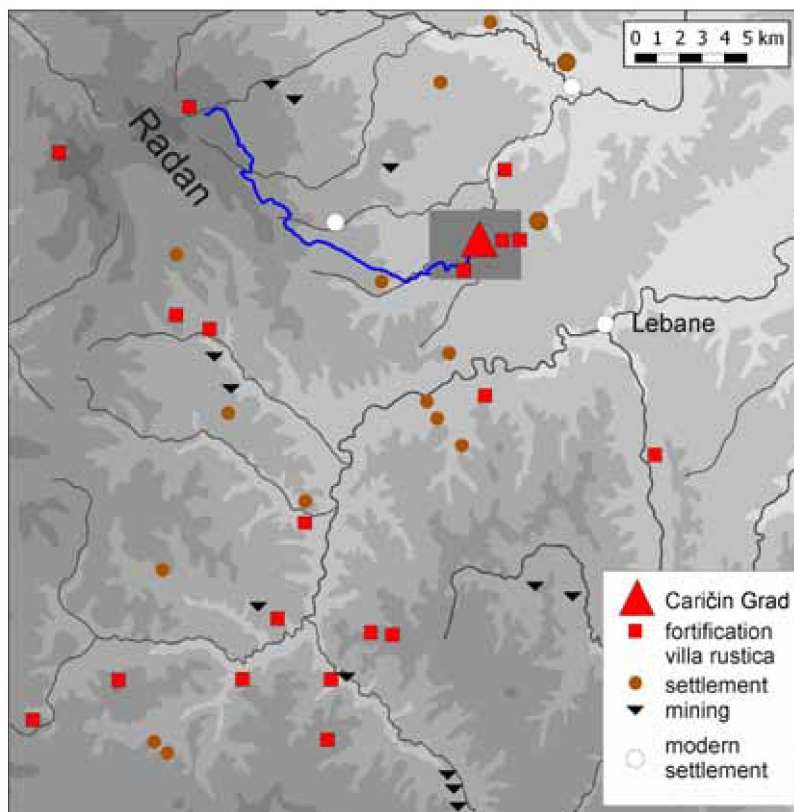 0 1 2 3 4 5 km
Radan
Lebane
Caričin Grad
fortification
villa rustica
settlement
mining
modern
settlement